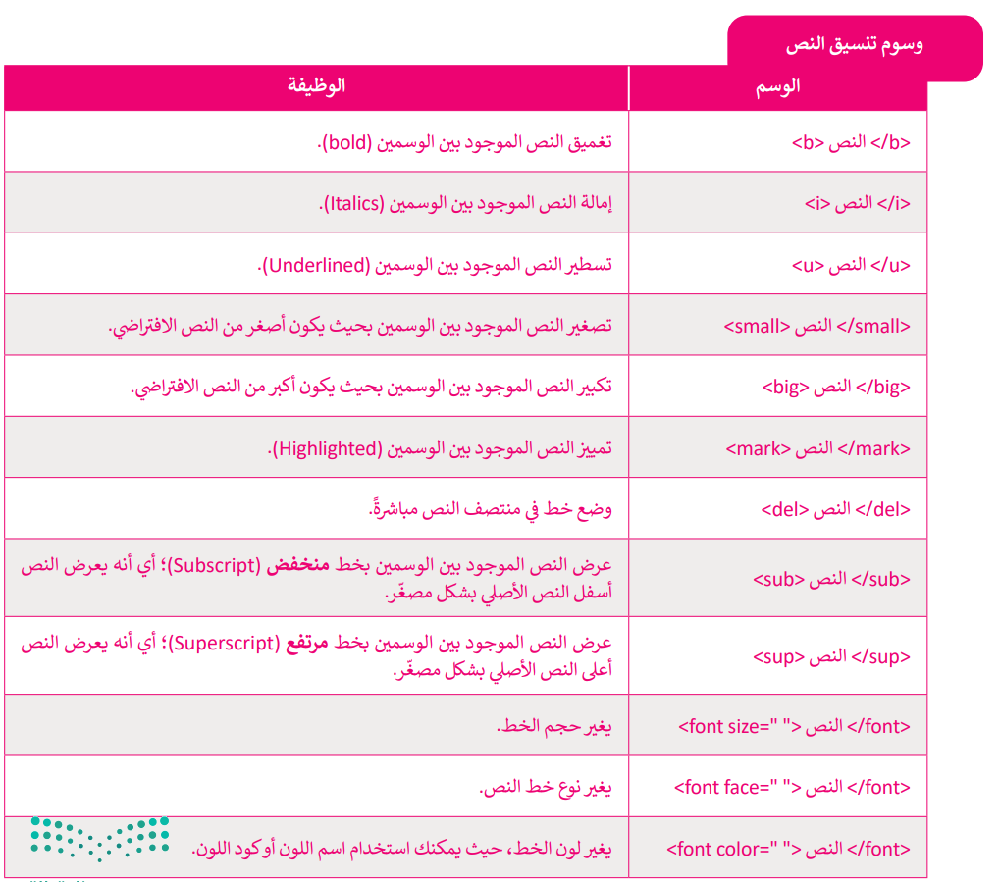 وسوم تنسيق النص
الوسم الوظيفة
<b> النص </b> تغميق النص الموجود بين الوسمين (bold).
<i> النص </i> إمالة النص الموجود بين الوسمين (Italics).
<u> النص </u> تسطير النص الموجود بين الوسمين (Underlined).
<small> النص </small> تصغير النص الموجود بين الوسمين بحيث يكون أصغر من النص الافتراضي.
<big> النص </big> تكبير النص الموجود بين الوسمين بحيث يكون أكبر من النص الافتراضي.
<mark> النص </mark> تمييز النص الموجود بين الوسمين (Highlighted).
<del> النص </del> وضع خط في منتصف النص مباشرةً.
<sub> النص </sub> عرض النص الموجود بين الوسمين بخط منخفض (Subscript)؛ أي أنه يعرض النص
أسفل النص الأصلي بشكل مصغّر.
<sup> النص </sup> عرض النص الموجود بين الوسمين بخط مرتفع (Superscript)؛ أي أنه يعرض النص
أعلى النص الأصلي بشكل مصغّر.
<font size=" "> النص </font> يغير حجم الخط.
<font face=" "> النص </font> يغير نوع خط النص.
<font color=" "> النص </font> يغير لون الخط، حيث يمكنك استخدام اسم اللون أو كود اللون.